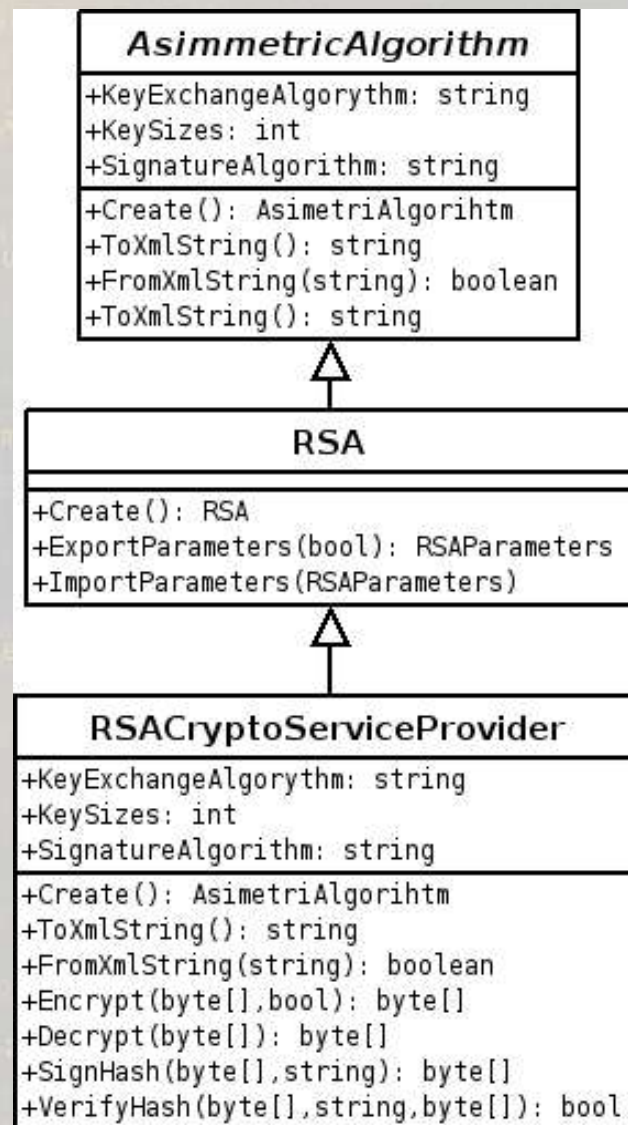 AsimmetricAlgorithm
+KeyExchangeAlgorythm: string
+KeySizes: int
+SignatureAlgorithm: string
+Create(): AsimetriAlgorihtm
+ToXmlString(): string
+FromXmlString(string): boolean
+ToXmlString(): string
RSA
+Create(): RSA
+ExportParameters(bool): RSAParameters
+ImportParameters(RSAParameters)
RSACryptoServiceProvider
+KeyExchangeAlgorythm: string
+KeySizes: int
+SignatureAlgorithm: string
+Create(): AsimetriAlgorihtm
+ToXmlString(): string
+FromXmlString(string): boolean
+Encrypt(byte[],bool): byte[]
+Decrypt(byte[]): byte[]
+SignHash(byte[],string): byte[]
+VerifyHash(byte[],string,byte[]): bool